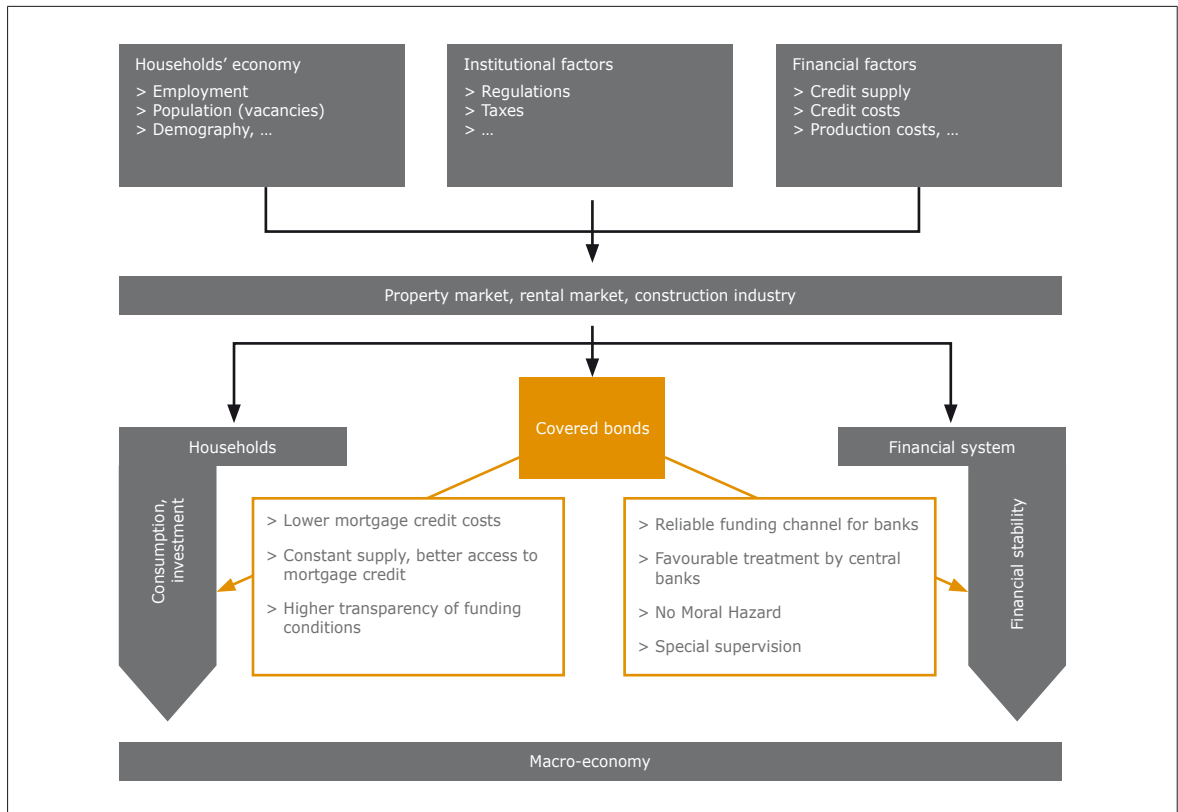 Households’ economy
> Employment
> Population (vacancies)
> Demography, …
Institutional factors
> Regulations
> Taxes
> …
Financial factors
> Credit supply
> Credit costs
> Production costs, …
Property market, rental market, construction industry
Covered bonds
Households
Financial system
Consumption,
investment
> Lower mortgage credit costs
> Constant supply, better access to
mortgage credit
> Higher transparency of funding
conditions
> Reliable funding channel for banks
> Favourable treatment by central
banks
> No Moral Hazard
> Special supervision
Financial stability
Macro-economy